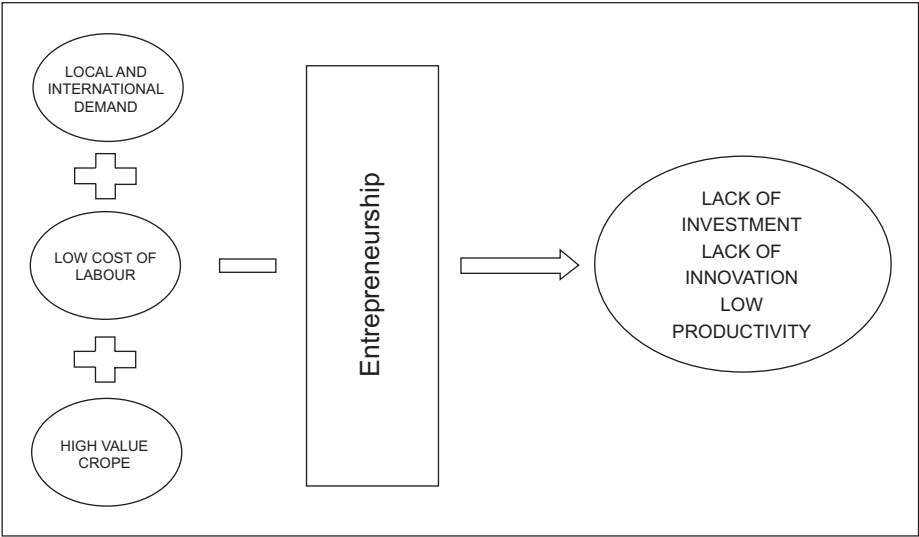 LOCAL AND
INTERNATIONAL
DEMAND
LOW COST OF
LABOUR
HIGH VALUE
CROPE
Entrepreneurship
LACK OF
INVESTMENT
LACK OF
INNOVATION
LOW
PRODUCTIVITY